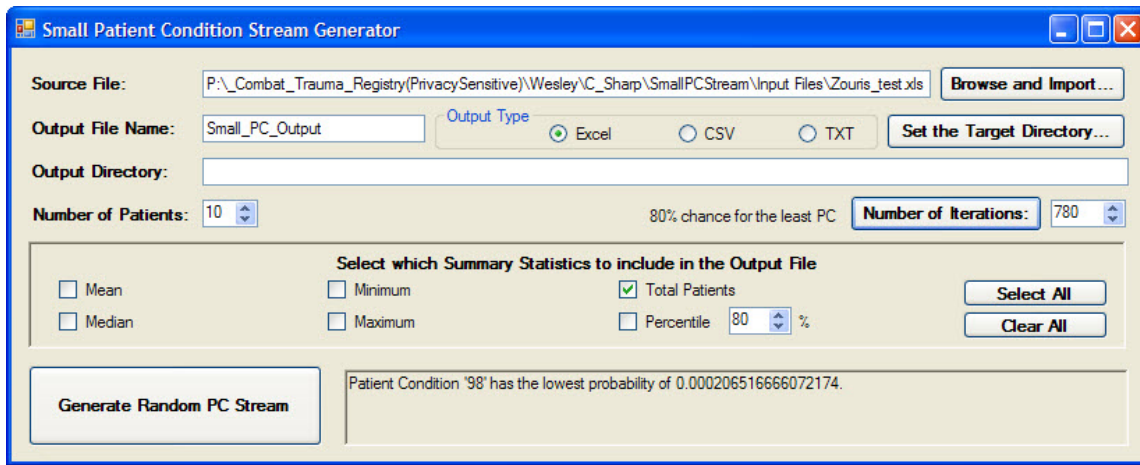 Small Patient Condition Stream Generator
Source File: P:\_Combat_Trauma_Registry(PrivacySensitive)\Wesley\C_Sharp\SmallPCStream\Input Files\Zouris_test.xls Browse and Import...
Output File Name: Small_PC_Output Output Type Excel CSV TXT Set the Target Directory...
Output Directory:
Number of Patients: 10 80% chance for the least PC Number of Iterations: 780
Select which Summary Statistics to include in the Output File
Mean Minimum Total Patients Select All
Median Maximum Percentile 80 % Clear All
Generate Random PC Stream Patient Condition '98' has the lowest probability of 0.000206516666072174.